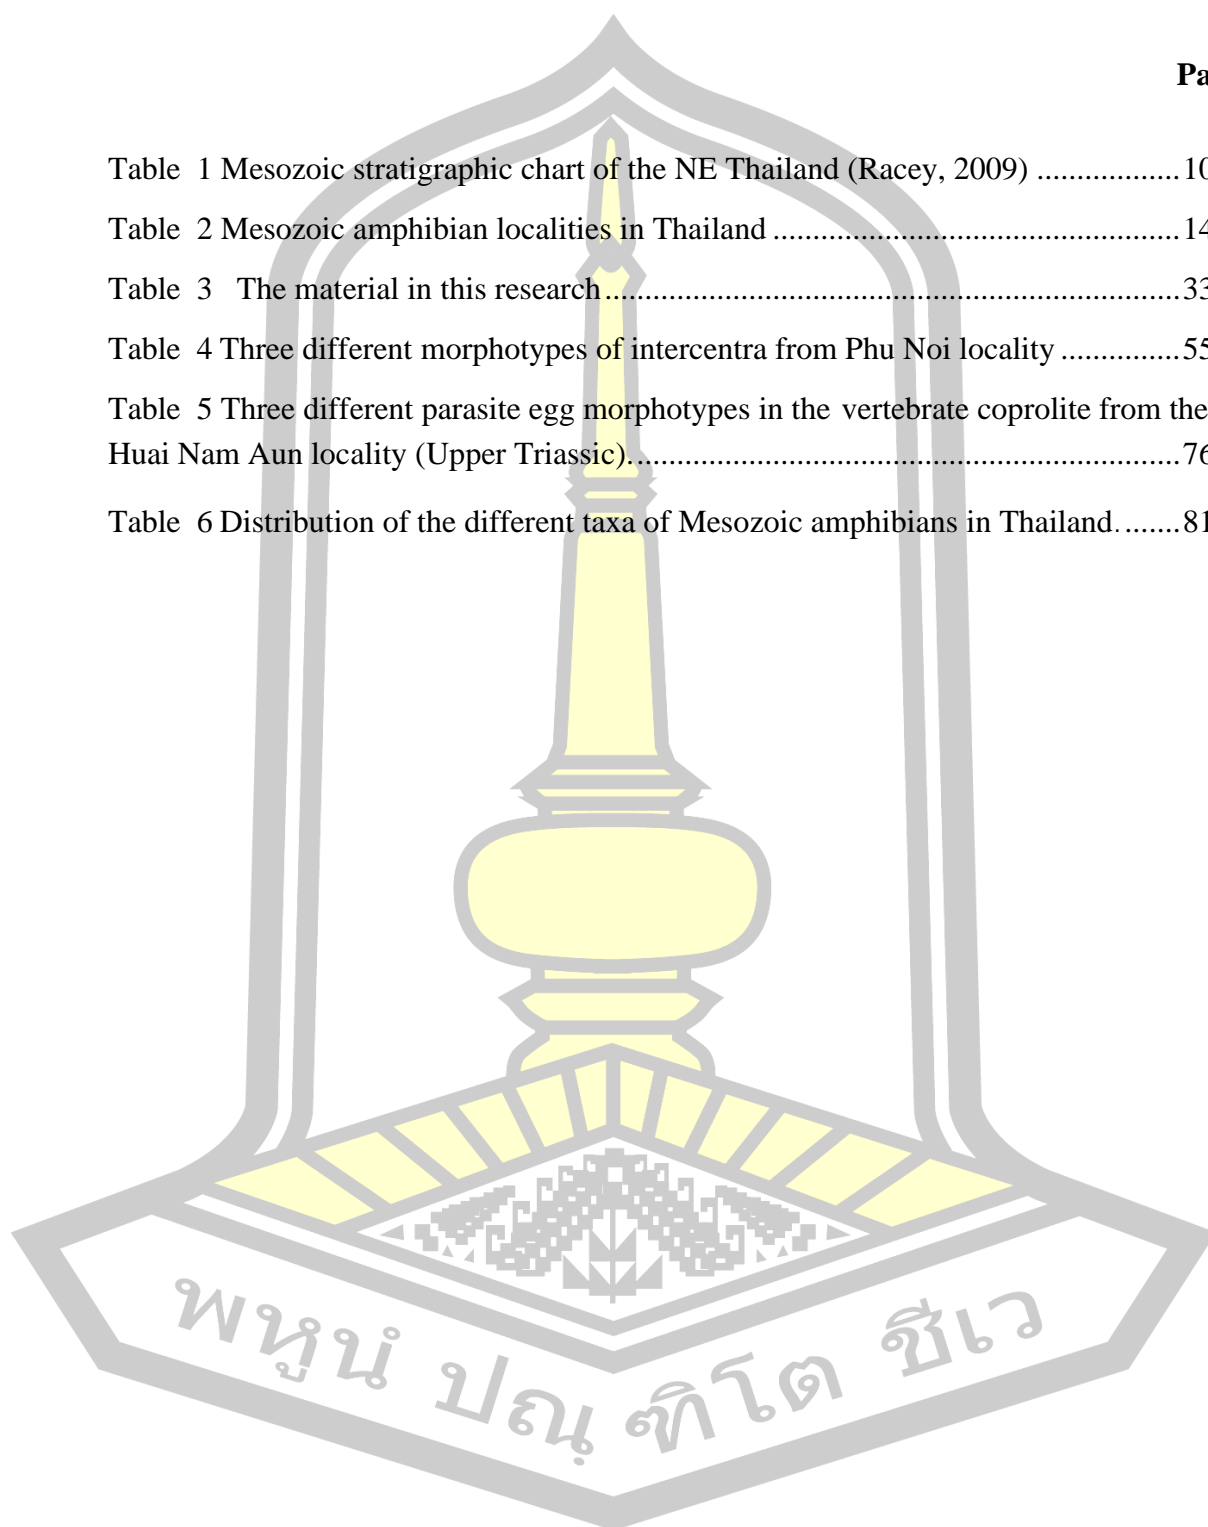 Pa
Table 1 Mesozoic stratigraphic chart of the NE Thailand (Racey, 2009) .................10
Table 2 Mesozoic amphibian localities in Thailand ................................................14
Table 3 The material in this research....................................................................33
Table 4 Three different morphotypes of intercentra from Phu Noi locality ..............55
Table 5 Three different parasite egg morphotypes in the vertebrate coprolite from the
Huai Nam Aun locality (Upper Triassic).................................................................76
Table 6 Distribution of the different taxa of Mesozoic amphibians in Thailand. .......81
พหูนํ ปณฺฑิโต ชีเว